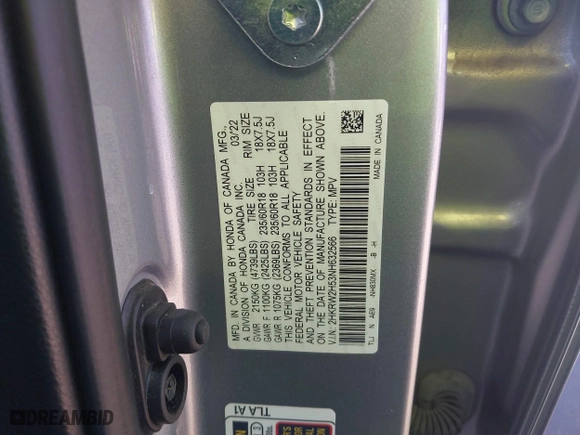 MFD. IN CANADA BY HONDA OF CANADA MFG.,
A DIVISION OF HONDA CANADA INC. 03/22
GVWR 2150KG (4739LBS) TIRE SIZE RIM SIZE
GAWR F 1100KG (2425LBS) 235/60R18 103H 18X7.5J
GAWR R 1075KG (2369LBS) 235/60R18 103H 18X7.5J
THIS VEHICLE CONFORMS TO ALL APPLICABLE
FEDERAL MOTOR VEHICLE SAFETY
AND THEFT PREVENTION STANDARDS IN EFFECT
ON THE DATE OF MANUFACTURE SHOWN ABOVE.
V.I.N: 2HKRW2H53NH632566 TYPE: MPV
MADE IN CANADA
TLA A1
DREAMBID